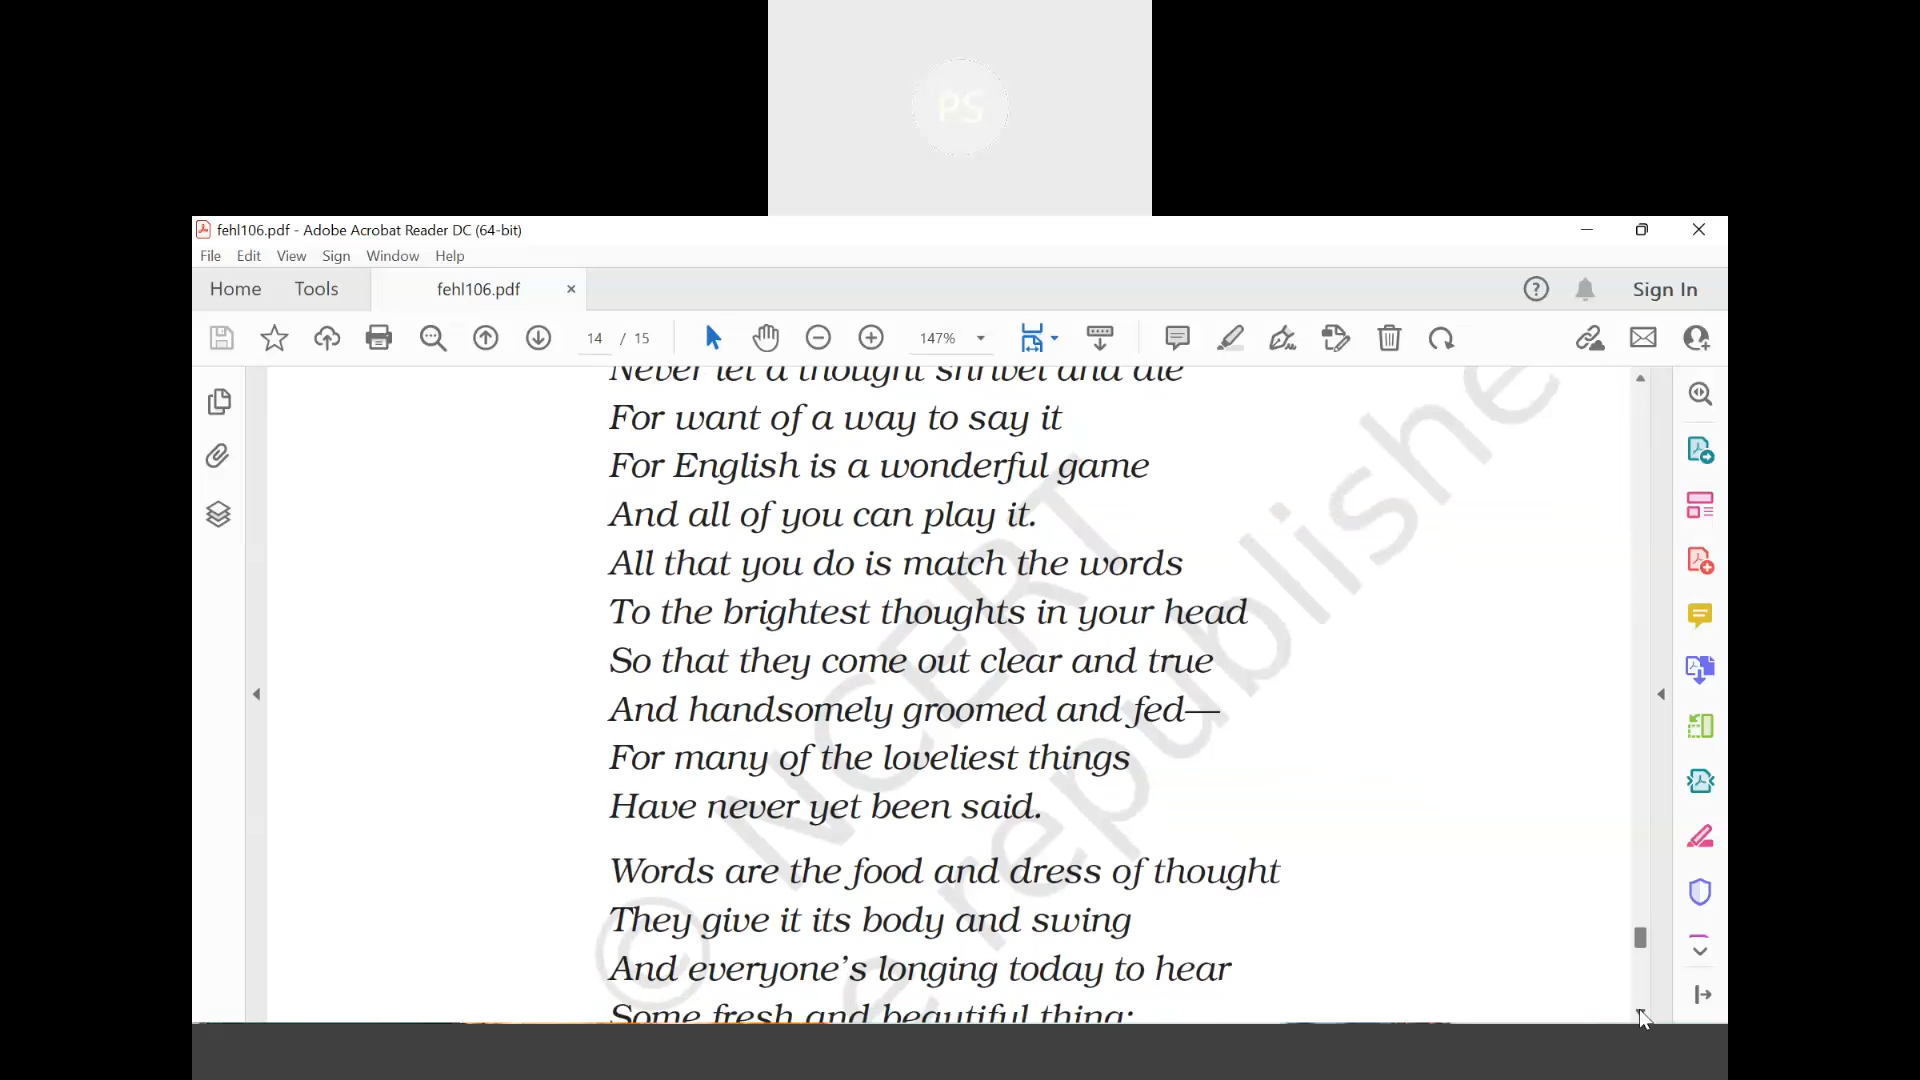 PS
fehl106.pdf - Adobe Acrobat Reader DC (64-bit)
File Edit View Sign Window Help
Home Tools fehl106.pdf × Sign In
14 / 15 147%
Never let a thought shrivel and die
For want of a way to say it
For English is a wonderful game
And all of you can play it.
All that you do is match the words
To the brightest thoughts in your head
So that they come out clear and true
And handsomely groomed and fed—
For many of the loveliest things
Have never yet been said.
Words are the food and dress of thought
They give it its body and swing
And everyone’s longing today to hear
Some fresh and beautiful thing;
© NCERT
e republishe